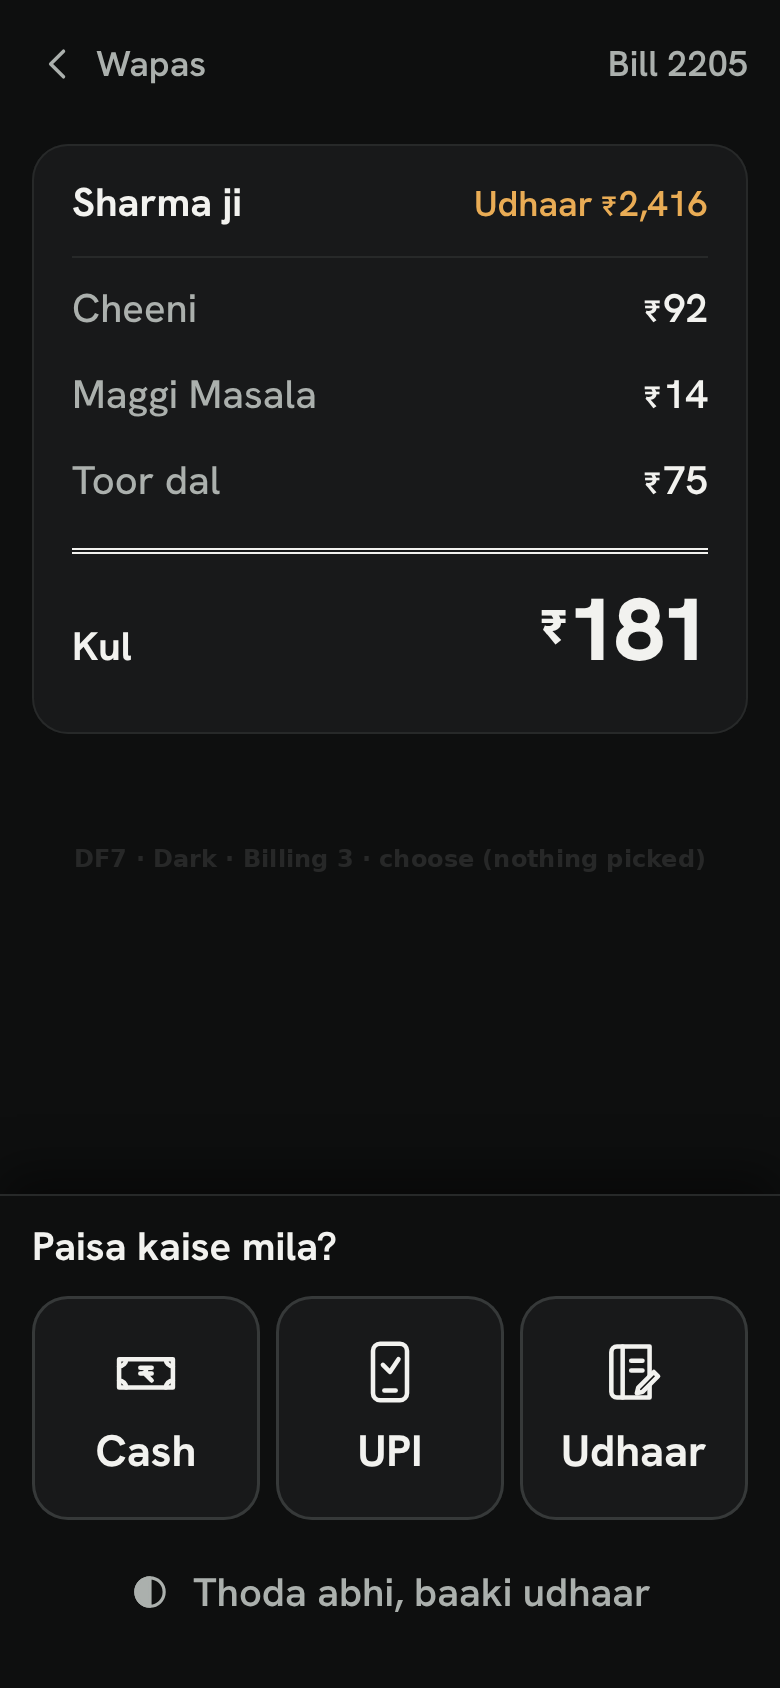 Wapas Bill 2205
Sharma ji Udhaar ₹2,416
Cheeni ₹92
Maggi Masala ₹14
Toor dal ₹75
Kul ₹181
DF7 · Dark · Billing 3 · choose (nothing picked)
Paisa kaise mila?
₹
Cash UPI Udhaar
Thoda abhi, baaki udhaar